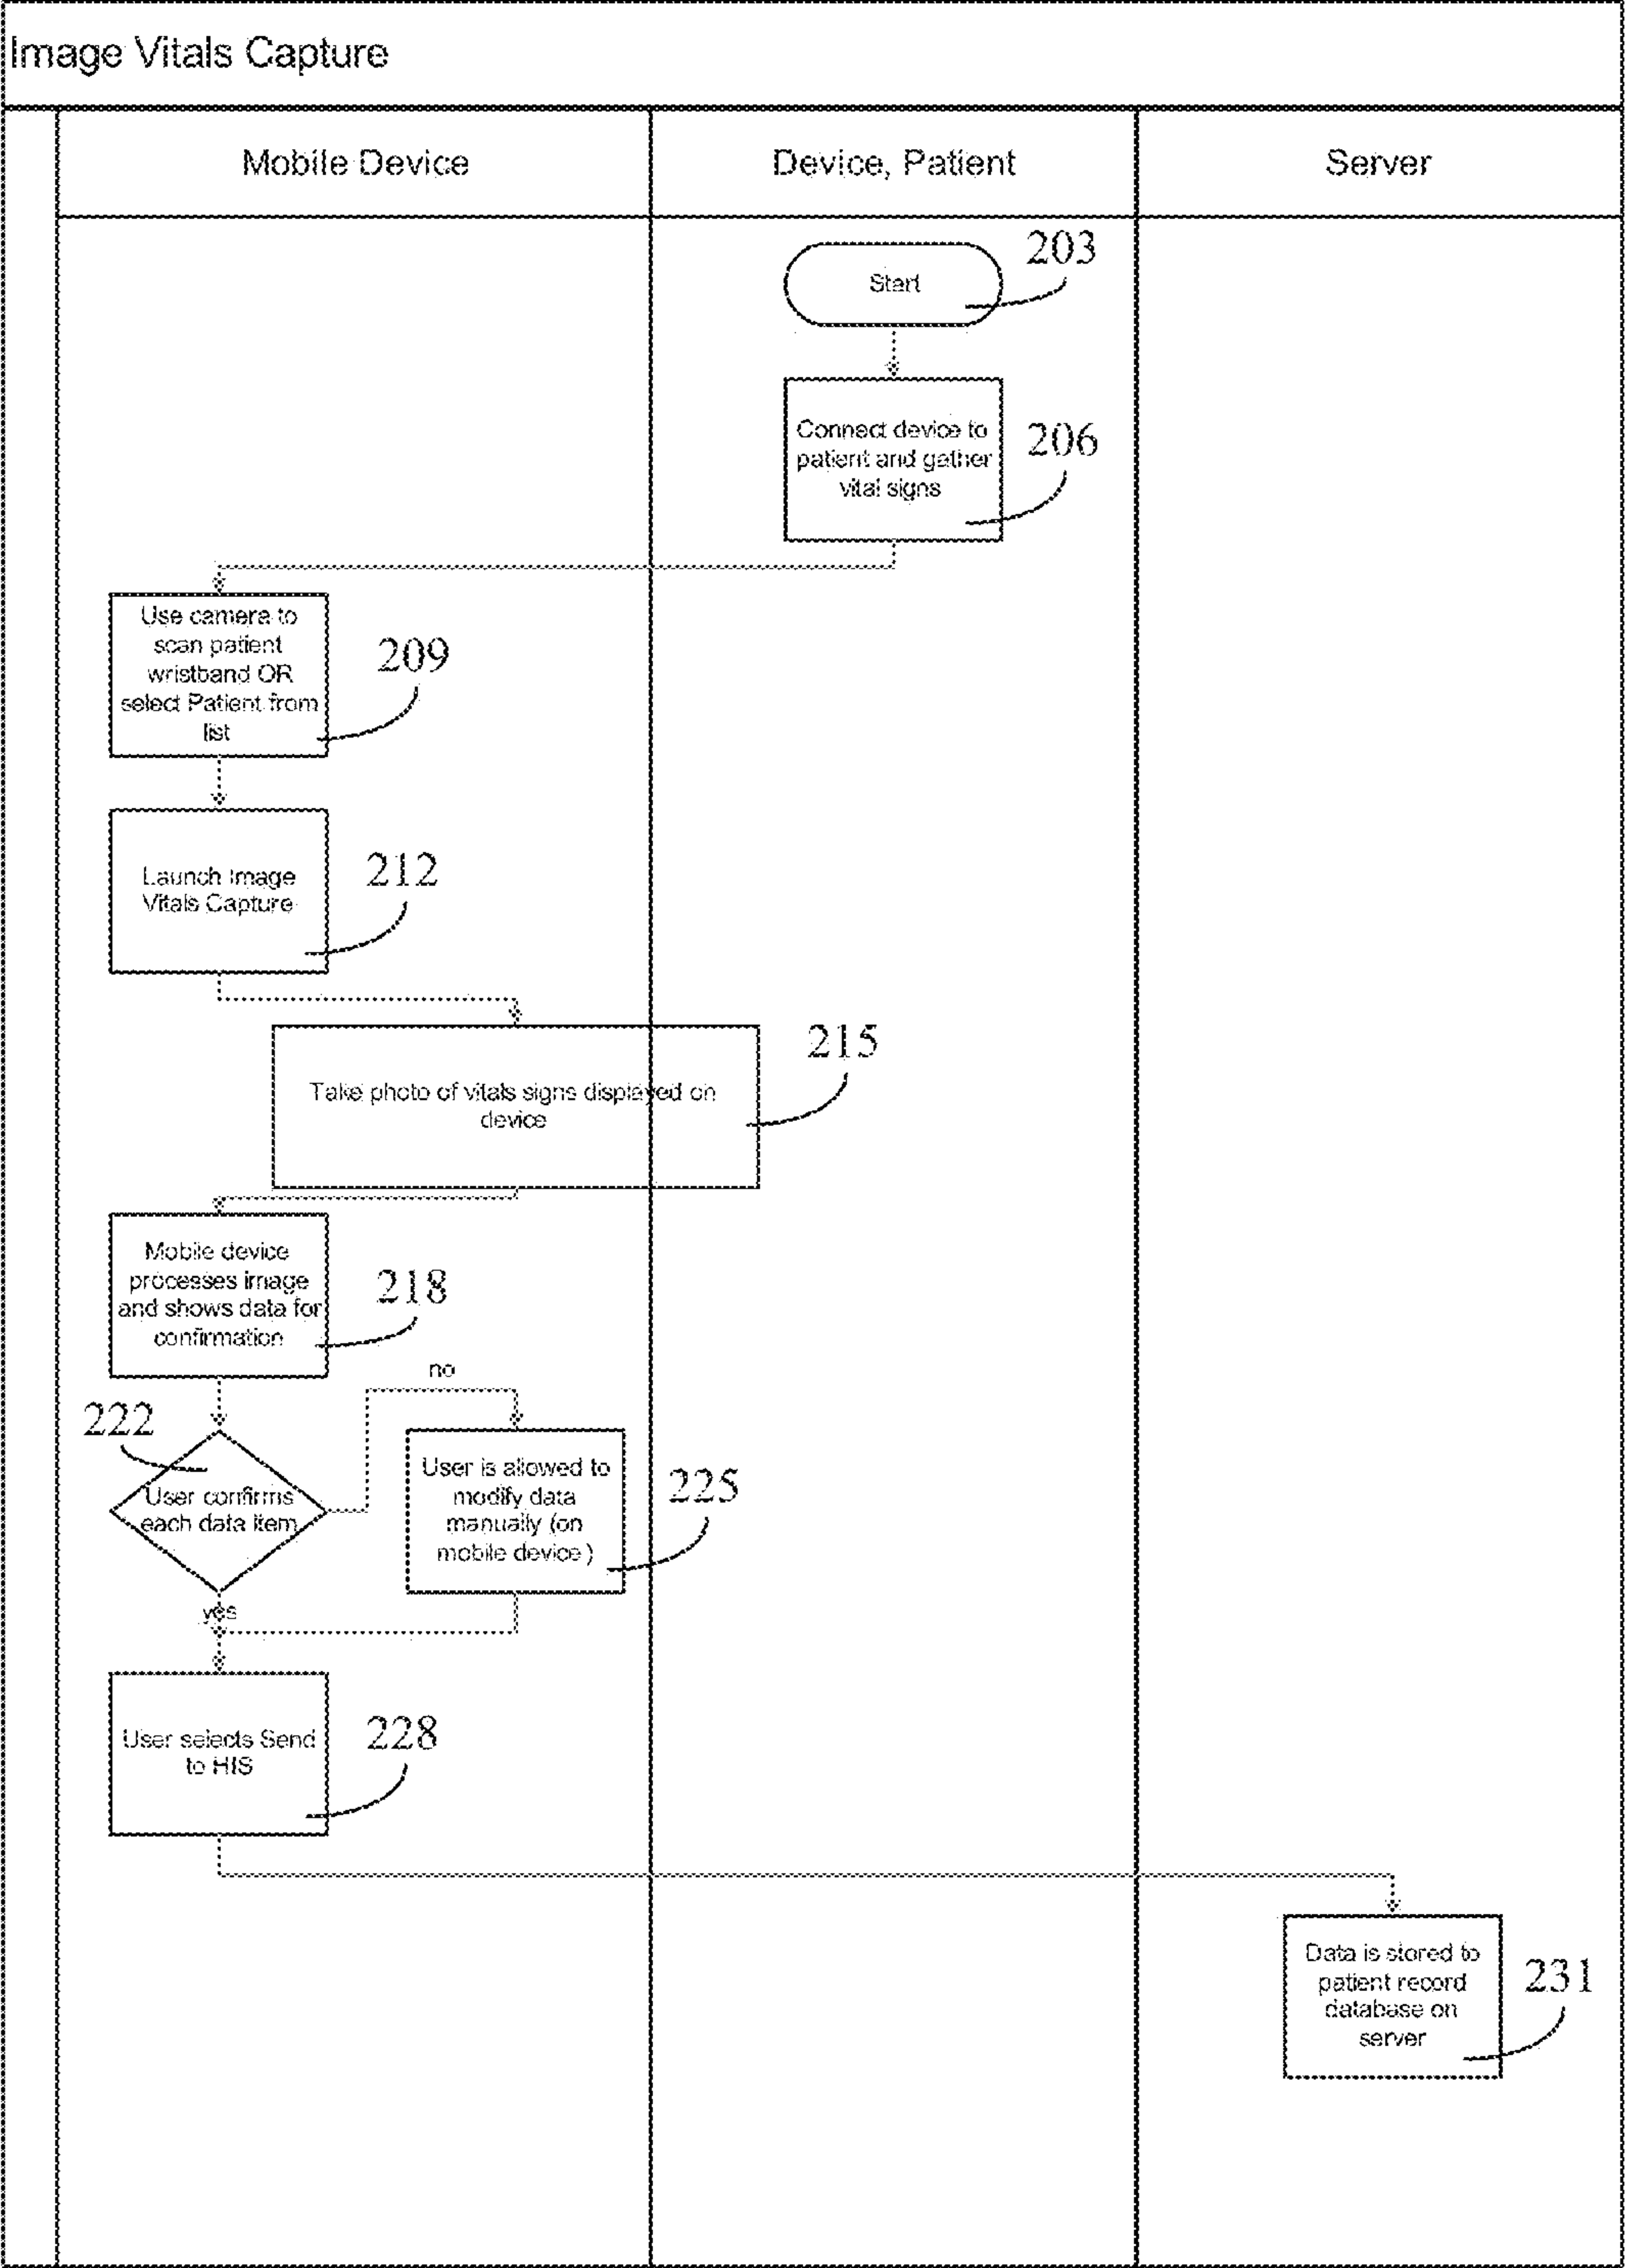 Image Vitals Capture
Mobile Device
Device, Patient
Server
Start
203
Connect device to
patient and gather
vital signs
206
Use camera to
scan patient
wristband OR
select Patient from
list
209
Launch Image
Vitals Capture
212
Take photo of vitals signs displayed on
device
215
Mobile device
processes image
and shows data for
confirmation
218
no
222
User confirms
each data item
User is allowed to
modify data
manually (on
mobile device)
225
yes
User selects Send
to HIS
228
Data is stored to
patient record
database on
server
231